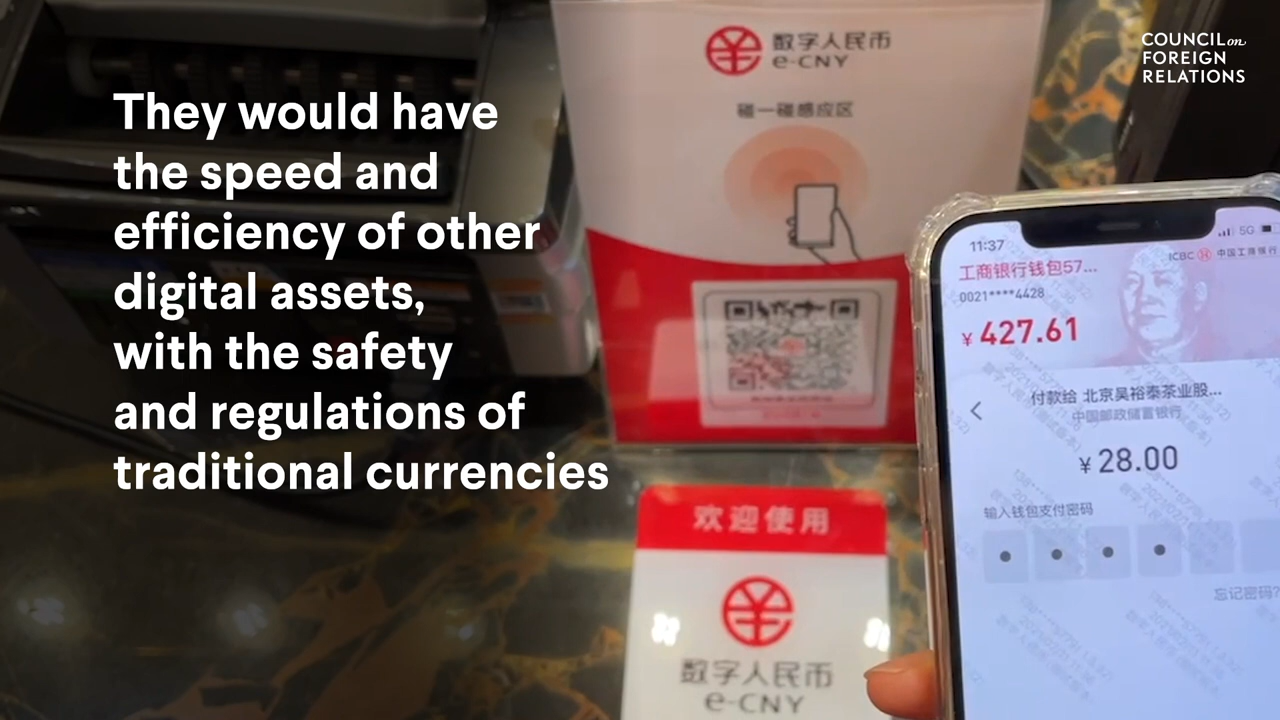 They would have
the speed and
efficiency of other
digital assets,
with the safety
and regulations of
traditional currencies
COUNCIL on
FOREIGN
RELATIONS
数字人民币
e-CNY
碰一碰感应区
欢迎使用
数字人民币
e-CNY
11:37
5G
ICBC 中国工商银行
工商银行钱包57...
0021****4428
¥ 427.61
付款给 北京吴裕泰茶业股...
中国邮政储蓄银行
¥ 28.00
输入钱包支付密码
忘记密码?